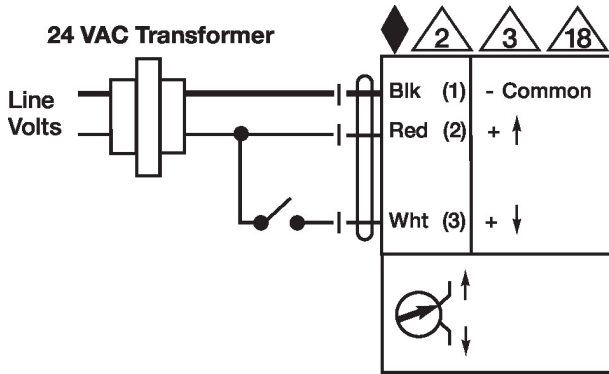 24 VAC Transformer
2 3 18
Line
Volts
Blk (1) - Common
Red (2) + ↑
Wht (3) + ↓